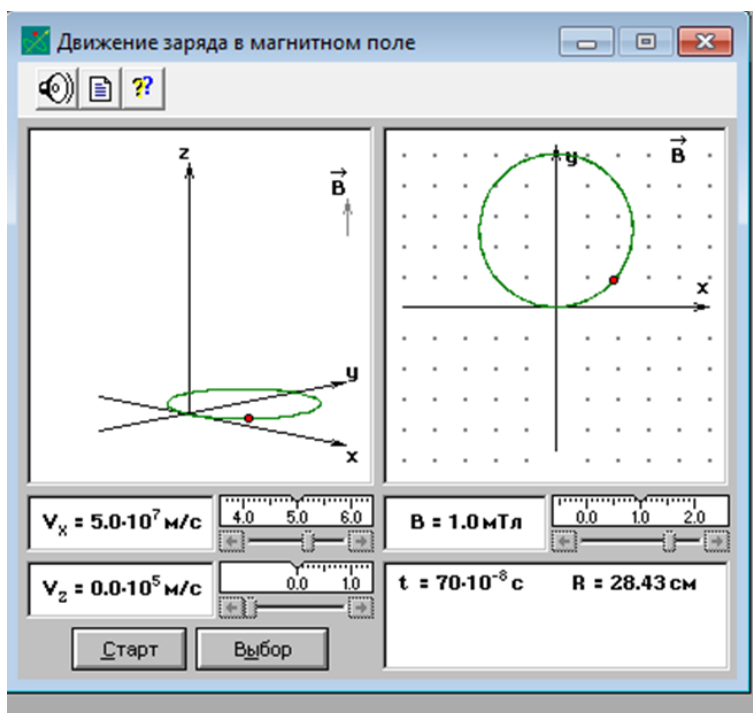 Движение заряда в магнитном поле
??
z
B
y
x
y
B
x
Vx = 5.0·10⁷ м/с
4.0 5.0 6.0
B = 1.0 мТл
0.0 1.0 2.0
Vz = 0.0·10⁵ м/с
0.0 1.0
t = 70·10⁻⁸ с R = 28.43 см
Старт
Выбор